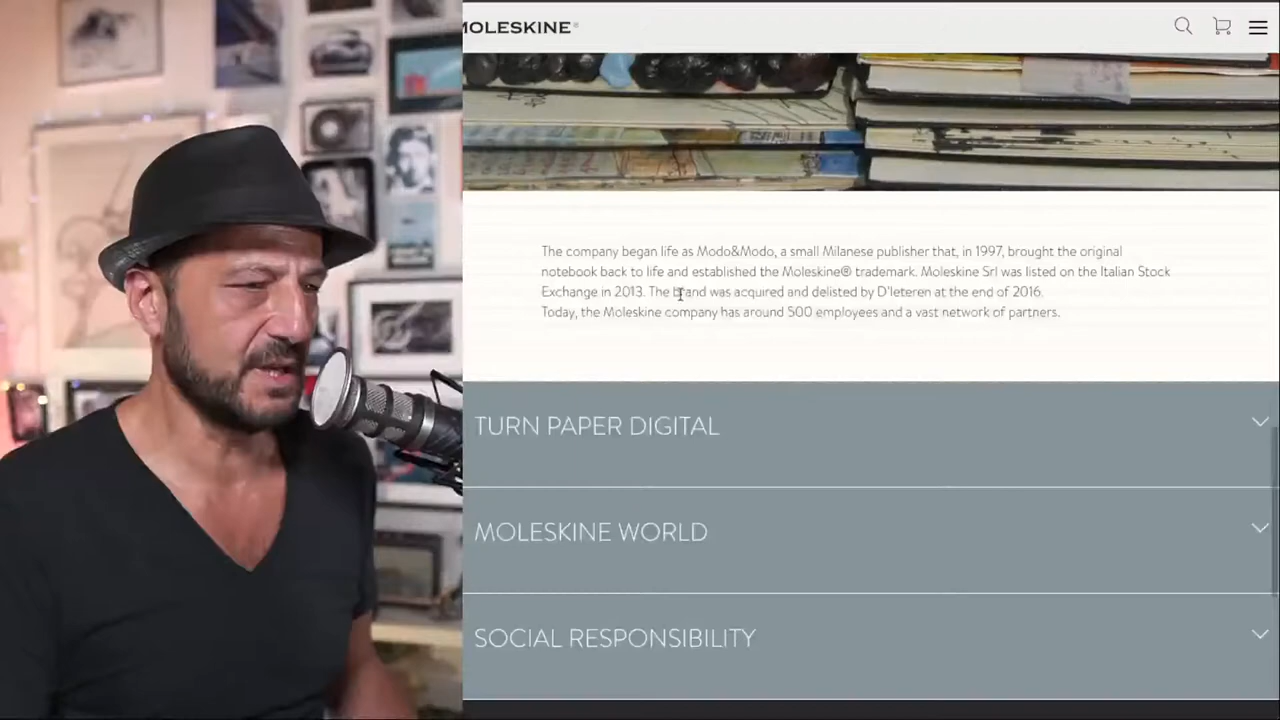 MOLESKINE®
The company began life as Modo&Modo, a small Milanese publisher that, in 1997, brought the original
notebook back to life and established the Moleskine® trademark. Moleskine Srl was listed on the Italian Stock
Exchange in 2013. The brand was acquired and delisted by D'Ieteren at the end of 2016.
Today, the Moleskine company has around 500 employees and a vast network of partners.
TURN PAPER DIGITAL
MOLESKINE WORLD
SOCIAL RESPONSIBILITY